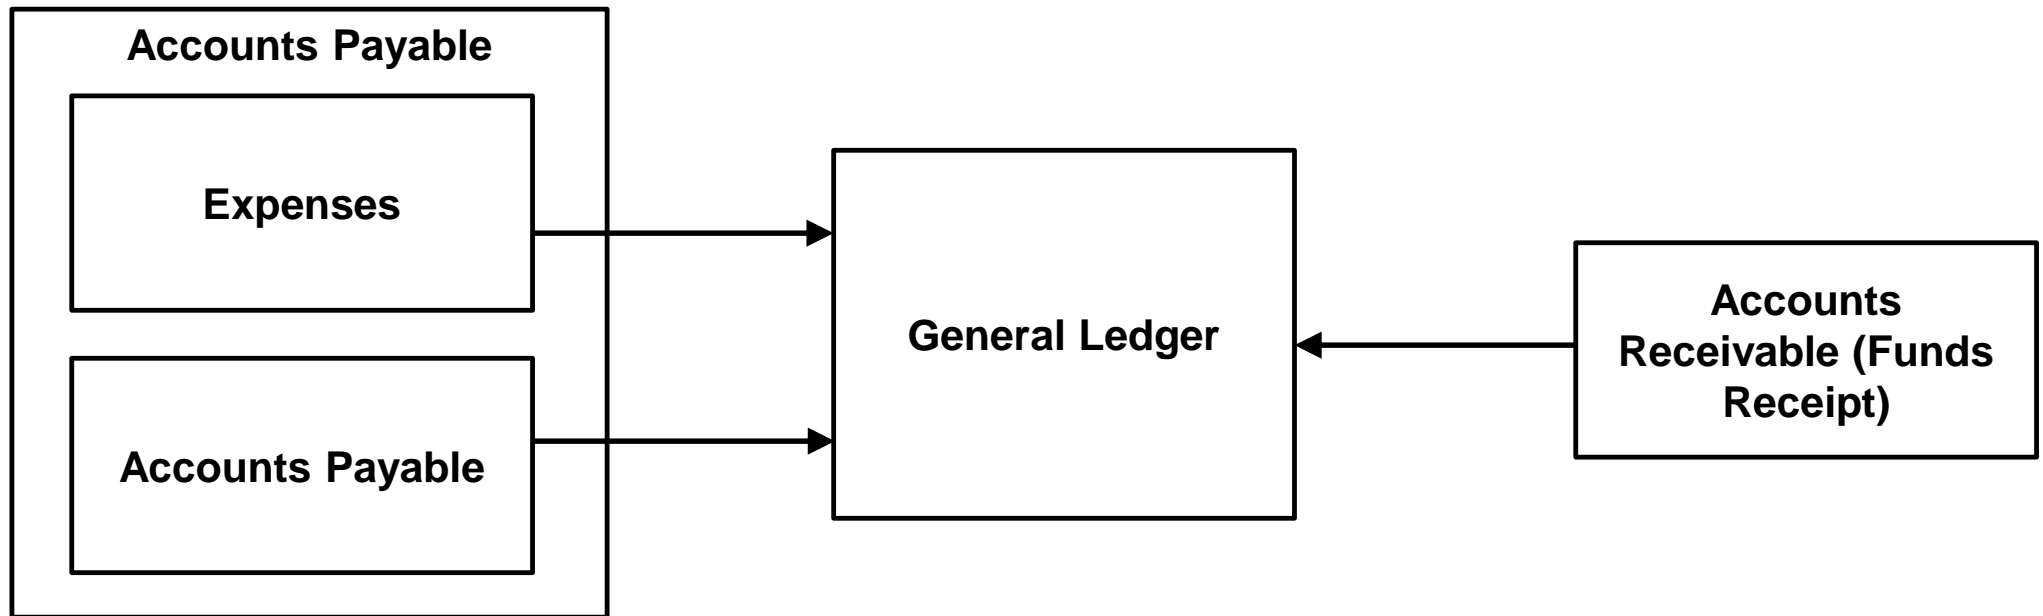 Accounts Payable
Expenses
Accounts Payable
General Ledger
Accounts
Receivable (Funds
Receipt)